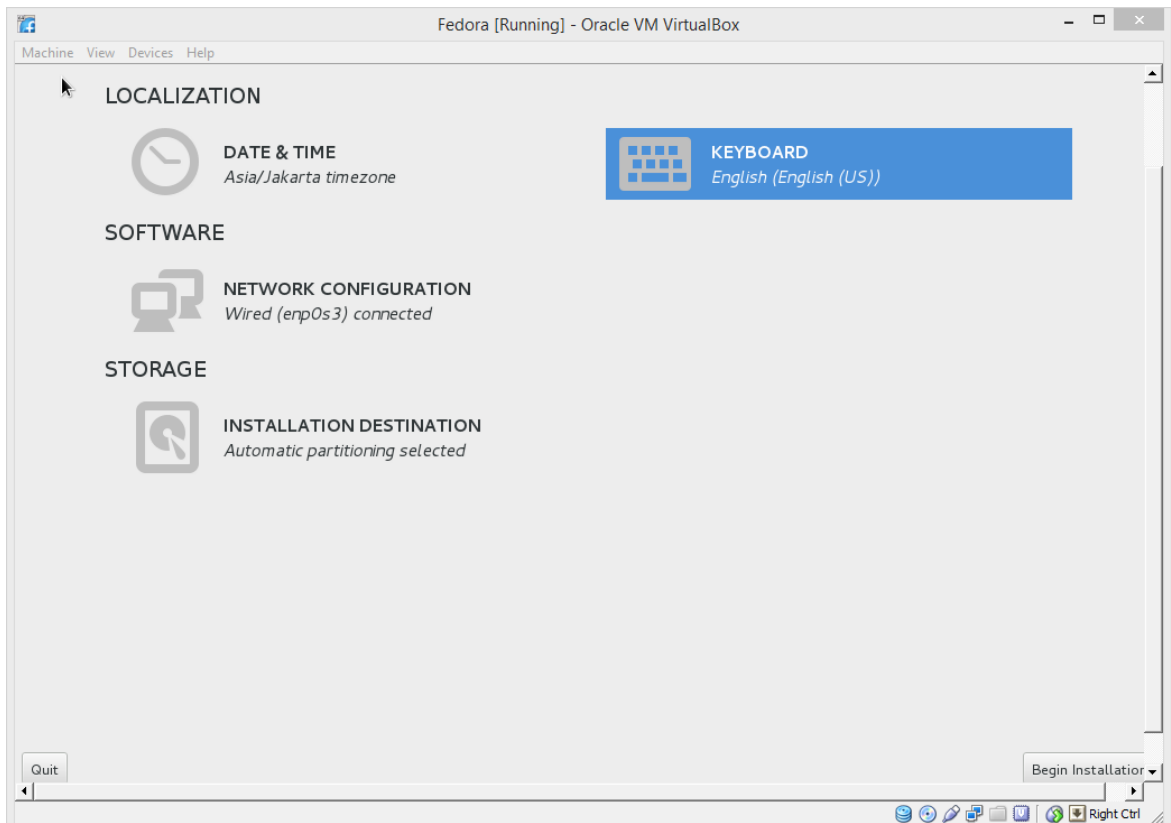 Fedora [Running] - Oracle VM VirtualBox
Machine View Devices Help
LOCALIZATION
DATE & TIME
Asia/Jakarta timezone
KEYBOARD
English (English (US))
SOFTWARE
NETWORK CONFIGURATION
Wired (enp0s3) connected
STORAGE
INSTALLATION DESTINATION
Automatic partitioning selected
Quit
Begin Installation
Right Ctrl